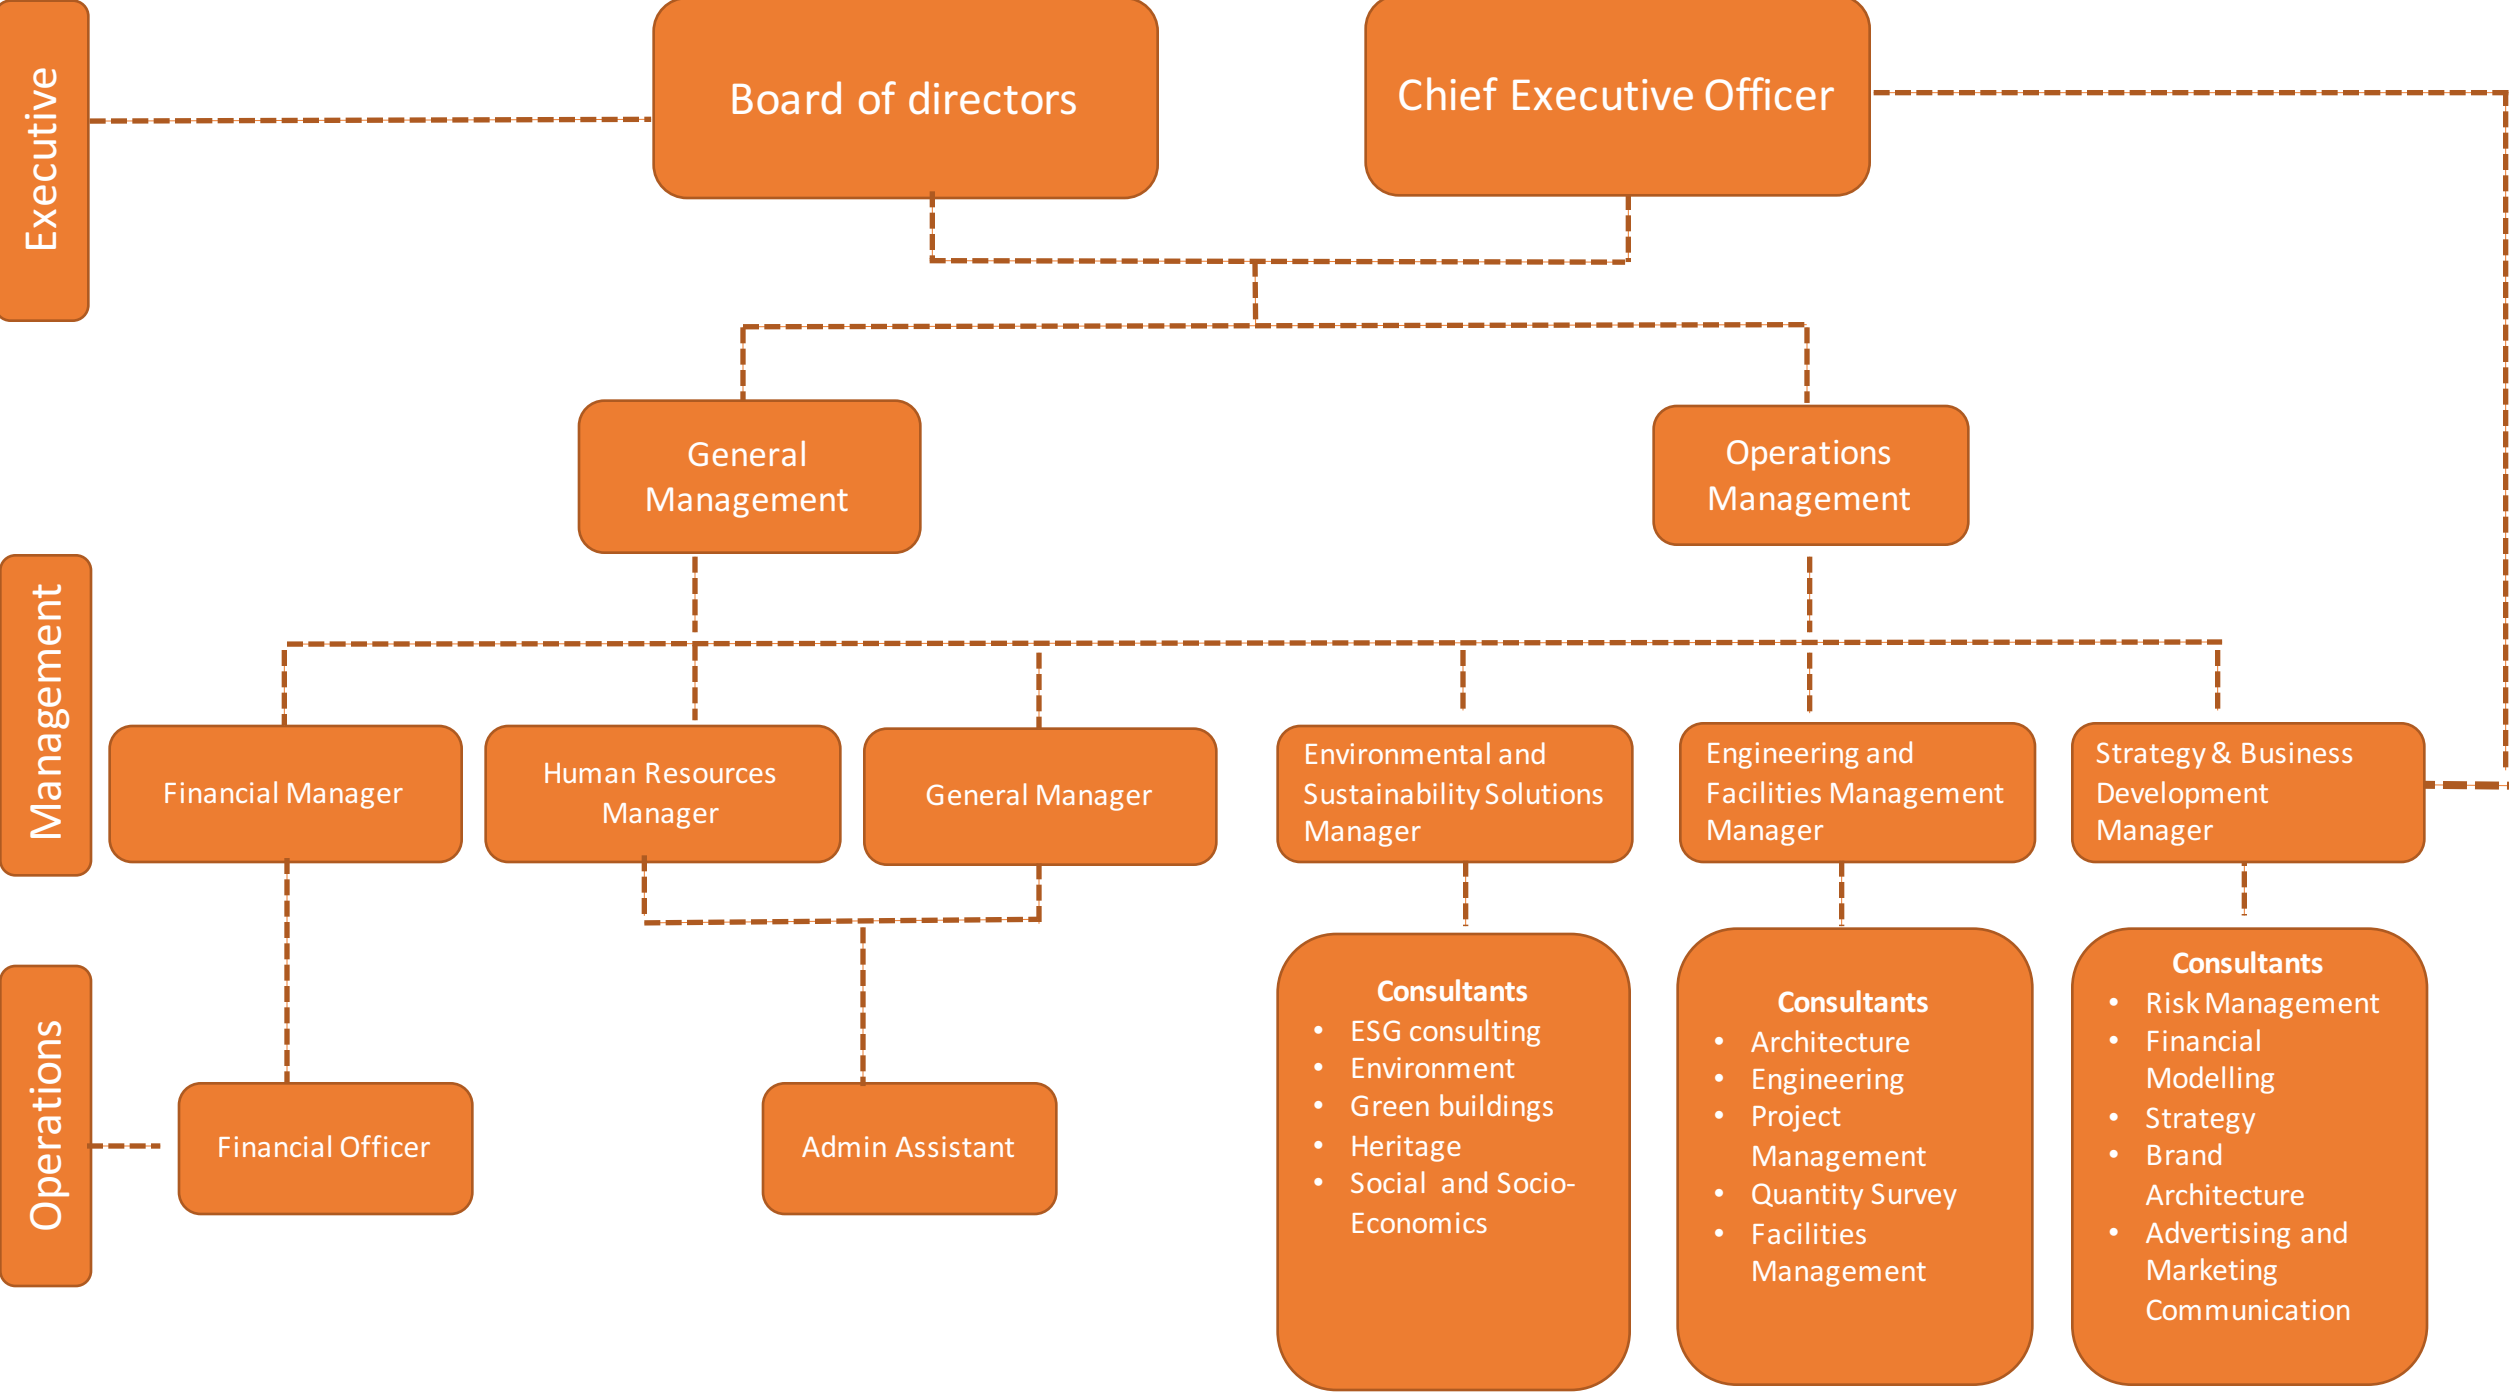 Executive
Board of directors
Chief Executive Officer
General
Management
Operations
Management
Management
Financial Manager
Human Resources
Manager
General Manager
Environmental and
Sustainability Solutions
Manager
Engineering and
Facilities Management
Manager
Strategy & Business
Development
Manager
Operations
Financial Officer
Admin Assistant
Consultants
• ESG consulting
• Environment
• Green buildings
• Heritage
• Social and Socio-
Economics
Consultants
• Architecture
• Engineering
• Project
Management
• Quantity Survey
• Facilities
Management
Consultants
• Risk Management
• Financial
Modelling
• Strategy
• Brand
Architecture
• Advertising and
Marketing
Communication